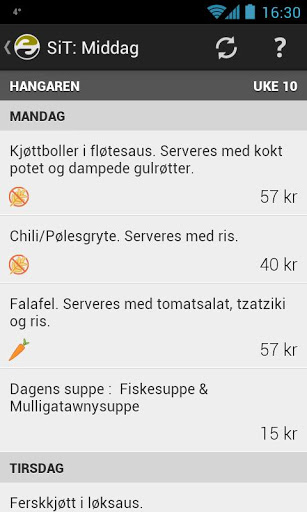 4°
16:30
SiT: Middag
?
HANGAREN
UKE 10
MANDAG
Kjøttboller i fløtesaus. Serveres med kokt
potet og dampede gulrøtter.
57 kr
Chili/Pølesgryte. Serveres med ris.
40 kr
Falafel. Serveres med tomatsalat, tzatziki
og ris.
57 kr
Dagens suppe :  Fiskesuppe &
Mulligatawnysuppe
15 kr
TIRSDAG
Ferskkjøtt i løksaus.